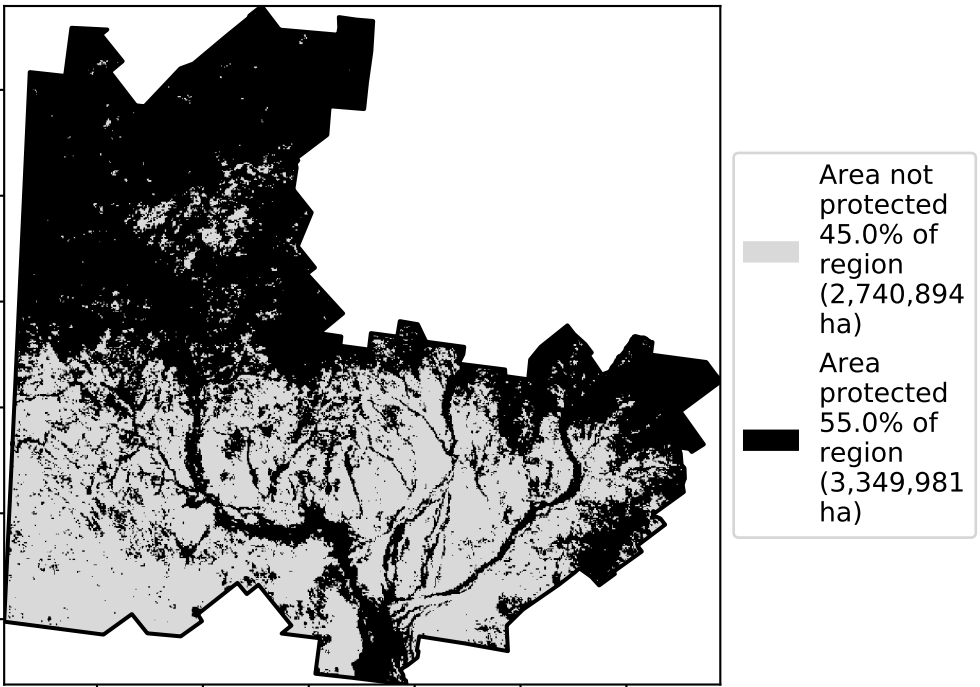 Area not
protected
45.0% of
region
(2,740,894
ha)
Area
protected
55.0% of
region
(3,349,981
ha)